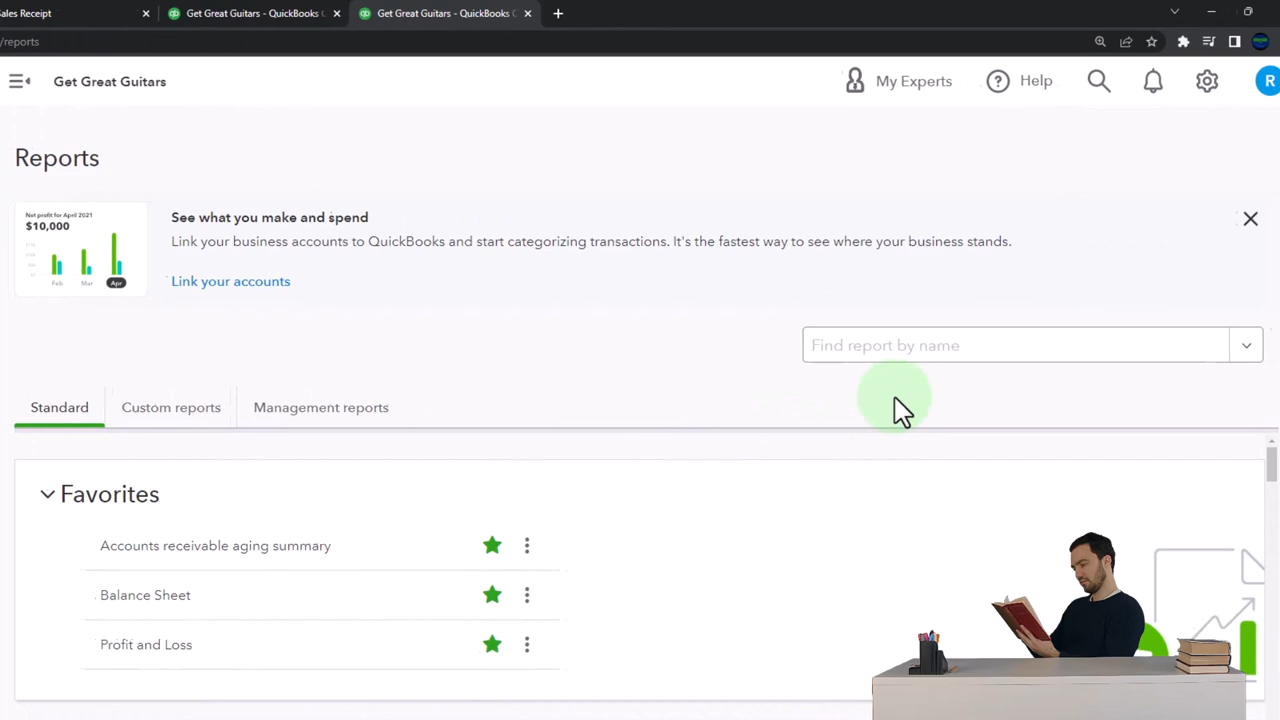 ales Receipt
Get Great Guitars - QuickBooks
Get Great Guitars - QuickBooks
/reports
Get Great Guitars
My Experts
Help
R
Reports
Net profit for April 2021
$10,000
Feb Mar Apr
See what you make and spend
Link your business accounts to QuickBooks and start categorizing transactions. It's the fastest way to see where your business stands.
Link your accounts
Find report by name
Standard Custom reports Management reports
Favorites
Accounts receivable aging summary
Balance Sheet
Profit and Loss